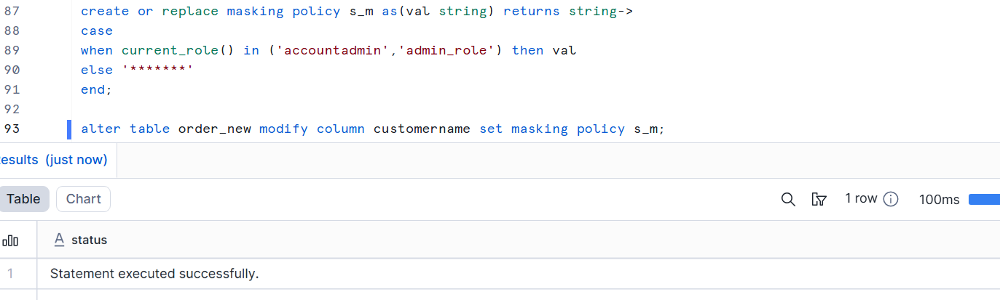 87 create or replace masking policy s_m as(val string) returns string->
88 case
89 when current_role() in ('accountadmin','admin_role') then val
90 else '*******'
91 end;
92
93 alter table order_new modify column customername set masking policy s_m;
esults (just now)
Table Chart 1 row 100ms
A status
1 Statement executed successfully.